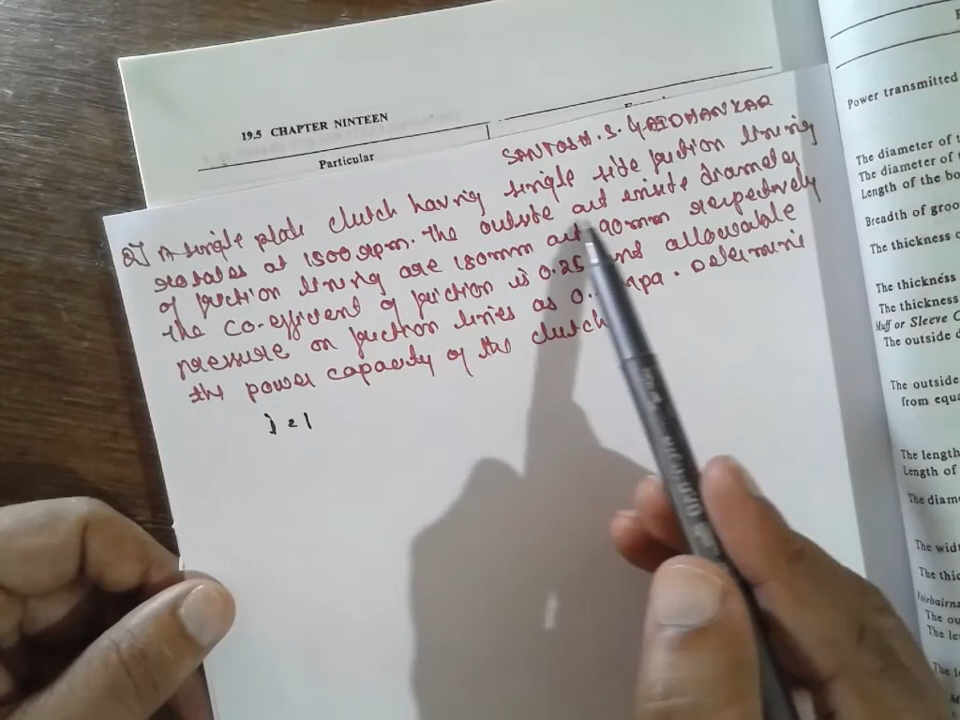 19.5 CHAPTER NINTEEN
Particular
SANTOSH.S.
Q] A single plate clutch having single side friction lining
rotates at 1500 rpm. The outside and inside diameter
of friction lining are 180mm and 90mm respectively
The co-efficient of friction is 0.25 and allowable
pressure on friction lines as 0. mpa. Determine
the power capacity of the clutch
i = 1
Power transmitted
The diameter of t
The diameter of
Length of the bo
Breadth of groo
The thickness c
The thickness
The thickness
Muff or Sleeve C
The outside d
The outside
from equa
The length
Length of
The diame
The widt
The thic
Fairbairns
The ou
The le
The l